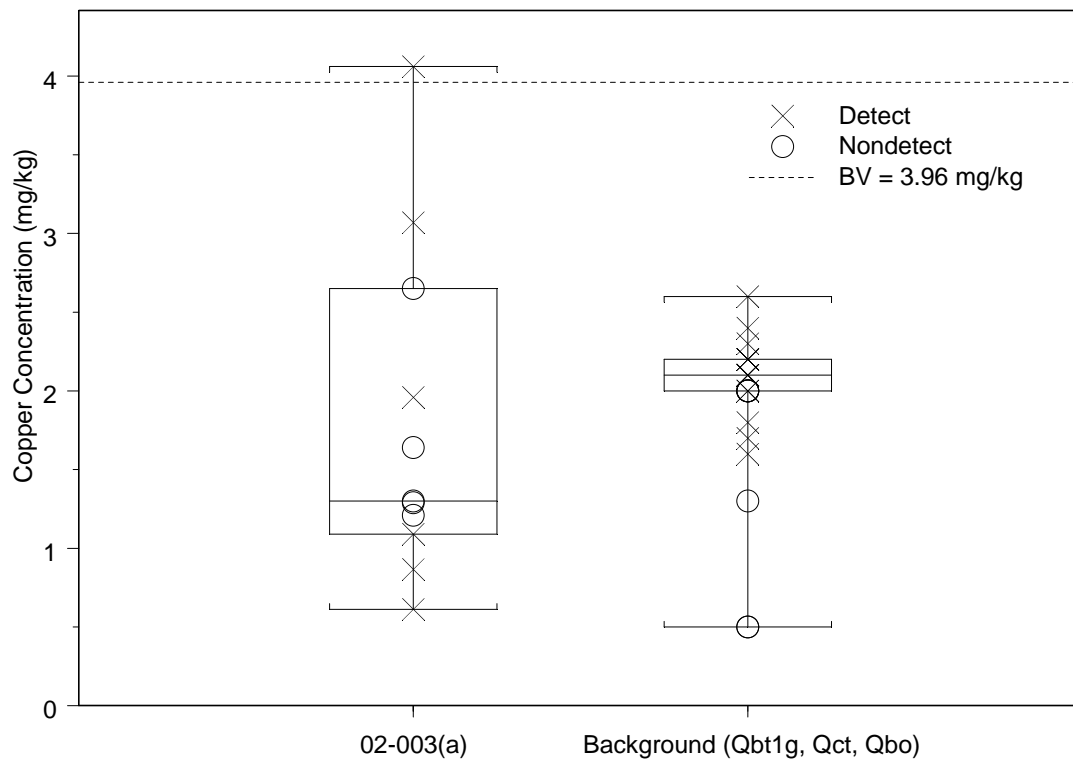 Copper Concentration (mg/kg)
4
3
2
1
0
Detect
Nondetect
BV = 3.96 mg/kg
02-003(a)
Background (Qbt1g, Qct, Qbo)